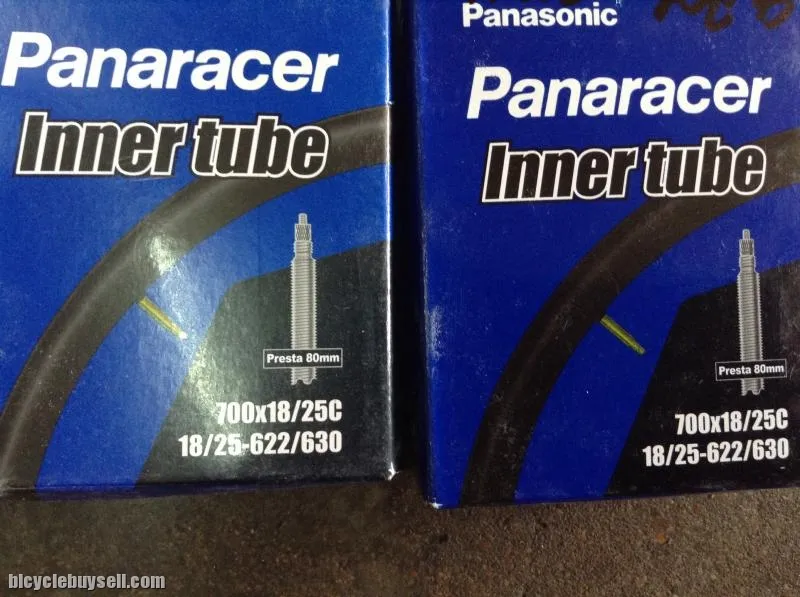 Panaracer
Inner tube
Presta 80mm
700x18/25C
18/25-622/630
Panasonic
Panaracer
Inner tube
Presta 80mm
700x18/25C
18/25-622/630
bicyclebuysell.com